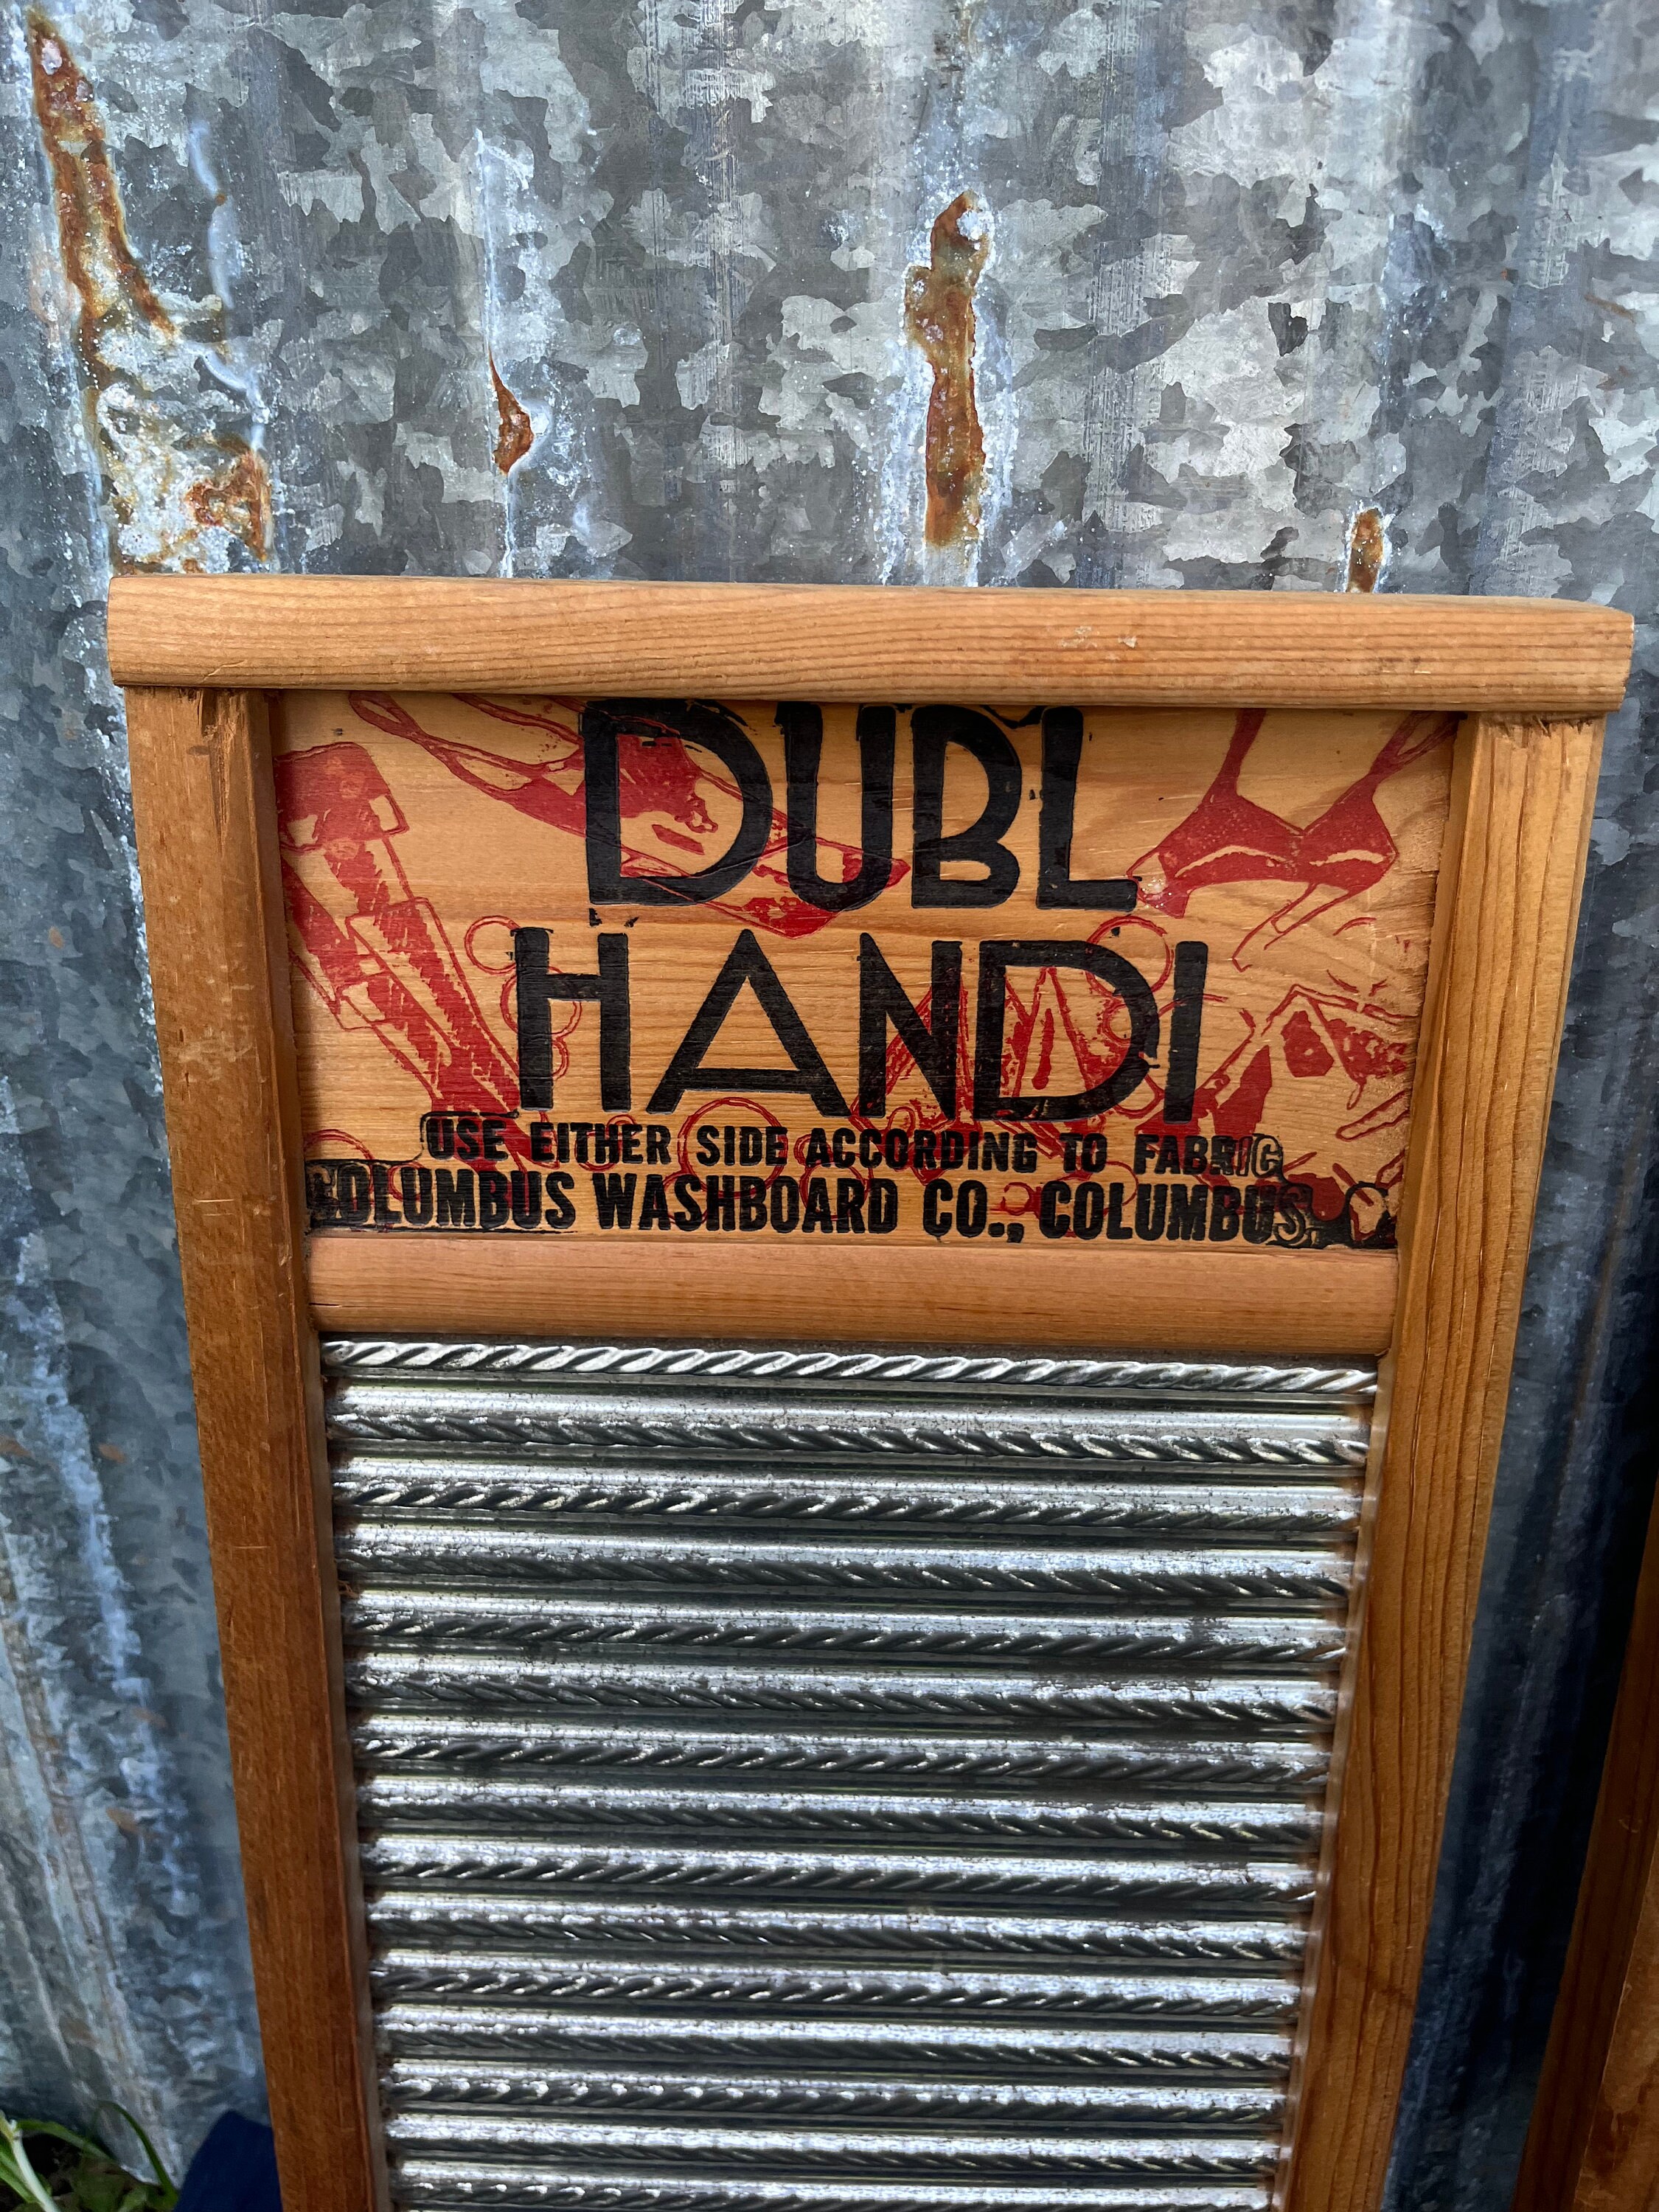 DUBL
HANDI
USE EITHER SIDE ACCORDING TO FABRIC
COLUMBUS WASHBOARD CO., COLUMBUS,